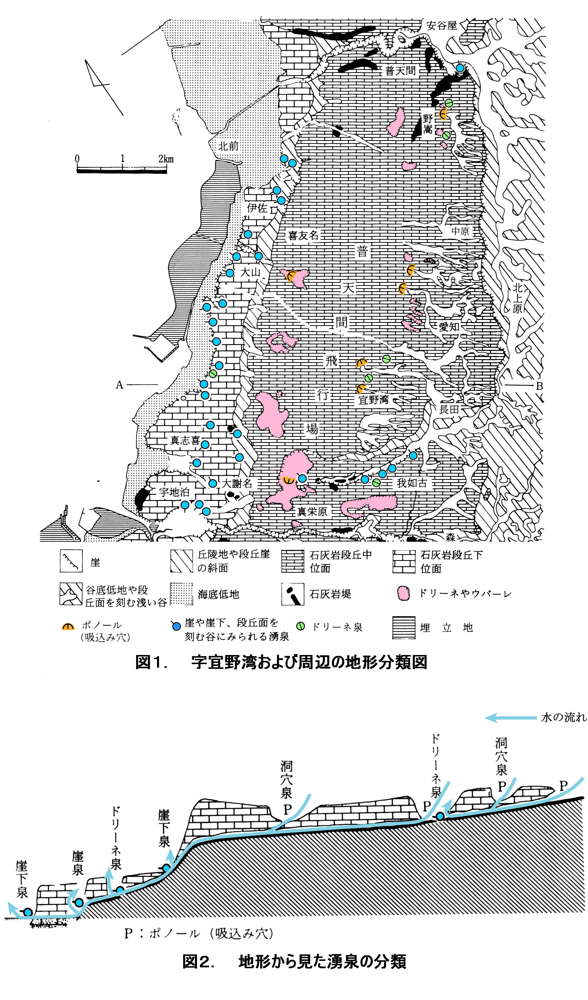 安谷屋
普天間
野嵩
北前
0 1 2km
伊佐
喜友名
中原
普天間飛行場
大山
北上原
愛知
A
B
宜野湾
長田
真志喜
大謝名
我如古
宇地泊
真栄原
森
崖
丘陵地や段丘崖
の斜面
石灰岩段丘中
位面
石灰岩段丘下
位面
谷底低地や段
丘面を刻む浅い谷
海底低地
石灰岩堤
ドリーネやウバーレ
ポノール
(吸込み穴)
崖や崖下、段丘面を
刻む谷にみられる湧泉
ドリーネ泉
埋立地
図1. 字宜野湾および周辺の地形分類図
水の流れ
崖下泉
崖泉
ドリーネ泉
崖下泉
洞穴泉
P
ドリーネ泉
P
洞穴泉
P
P
P:ポノール(吸込み穴)
図2. 地形から見た湧泉の分類